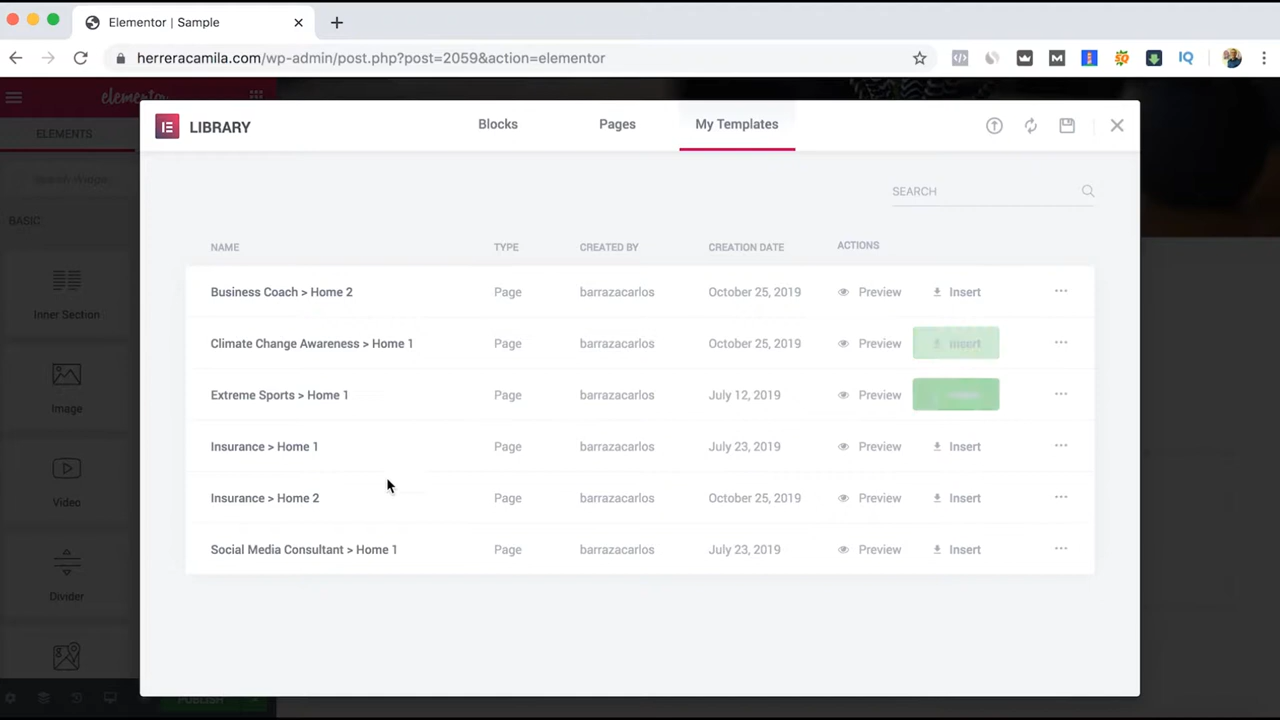 Elementor | Sample
herreracamila.com/wp-admin/post.php?post=2059&action=elementor
elementor
LIBRARY
Blocks
Pages
My Templates
ELEMENTS
Search Widget
SEARCH
BASIC
NAME TYPE CREATED BY CREATION DATE ACTIONS
Business Coach > Home 2 Page barrazacarlos October 25, 2019 Preview Insert
Inner Section
Climate Change Awareness > Home 1 Page barrazacarlos October 25, 2019 Preview Insert
Extreme Sports > Home 1 Page barrazacarlos July 12, 2019 Preview
Image
Insurance > Home 1 Page barrazacarlos July 23, 2019 Preview Insert
Insurance > Home 2 Page barrazacarlos October 25, 2019 Preview Insert
Video
Social Media Consultant > Home 1 Page barrazacarlos July 23, 2019 Preview Insert
Divider
PUBLISH